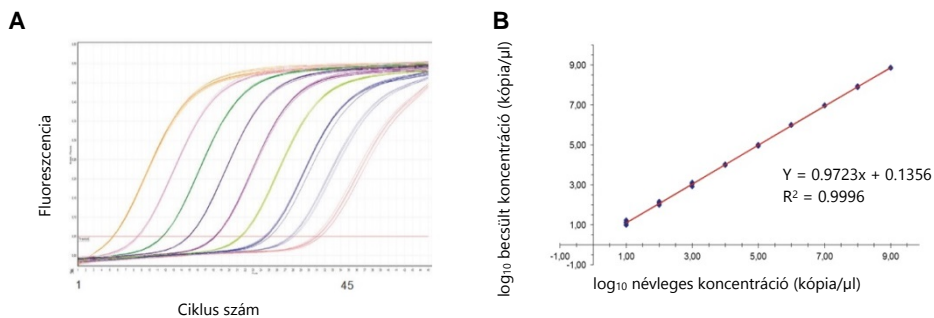 A
Fluoreszcencia
1
45
Ciklus szám
B
log10 becsült koncentráció (kópia/µl)
9,00
7,00
5,00
3,00
1,00
-1,00
-1,00
1,00
3,00
5,00
7,00
9,00
Y = 0.9723x + 0.1356
R2 = 0.9996
log10 névleges koncentráció (kópia/µl)